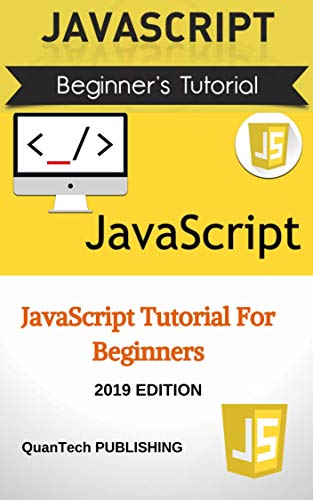 JAVASCRIPT
Beginner's Tutorial
<_/>
JS
JavaScript
JavaScript Tutorial For
Beginners
2019 EDITION
JS
QuanTech PUBLISHING